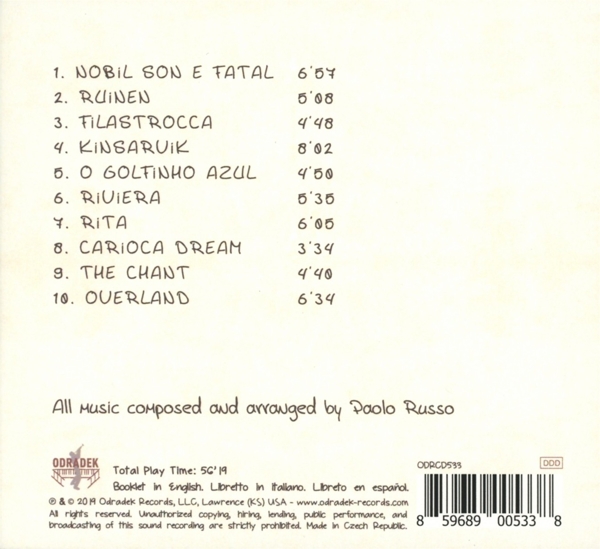 1. NOBiL SON E FATAL 6'57
2. RUiNEN 5'08
3. FiLASTROCCA 4'48
4. KiNSARViK 8'02
5. O GOLFiNHO AZUL 4'50
6. RiViERA 5'35
7. RiTA 6'05
8. CARiOCA DREAM 3'34
9. THE CHANT 4'40
10. OVERLAND 6'34
All music composed and arranged by Paolo Russo
ODRADEK
Total Play Time: 56'19
Booklet in English. Libretto in italiano. Libreto en español.
℗ & © 2019 Odradek Records, LLC, Lawrence (KS) USA - www.odradek-records.com
All rights reserved. Unauthorized copying, hiring, lending, public performance, and
broadcasting of this sound recording are strictly prohibited. Made in Czech Republic.
ODRCD533
DDD
8 59689 00533 8